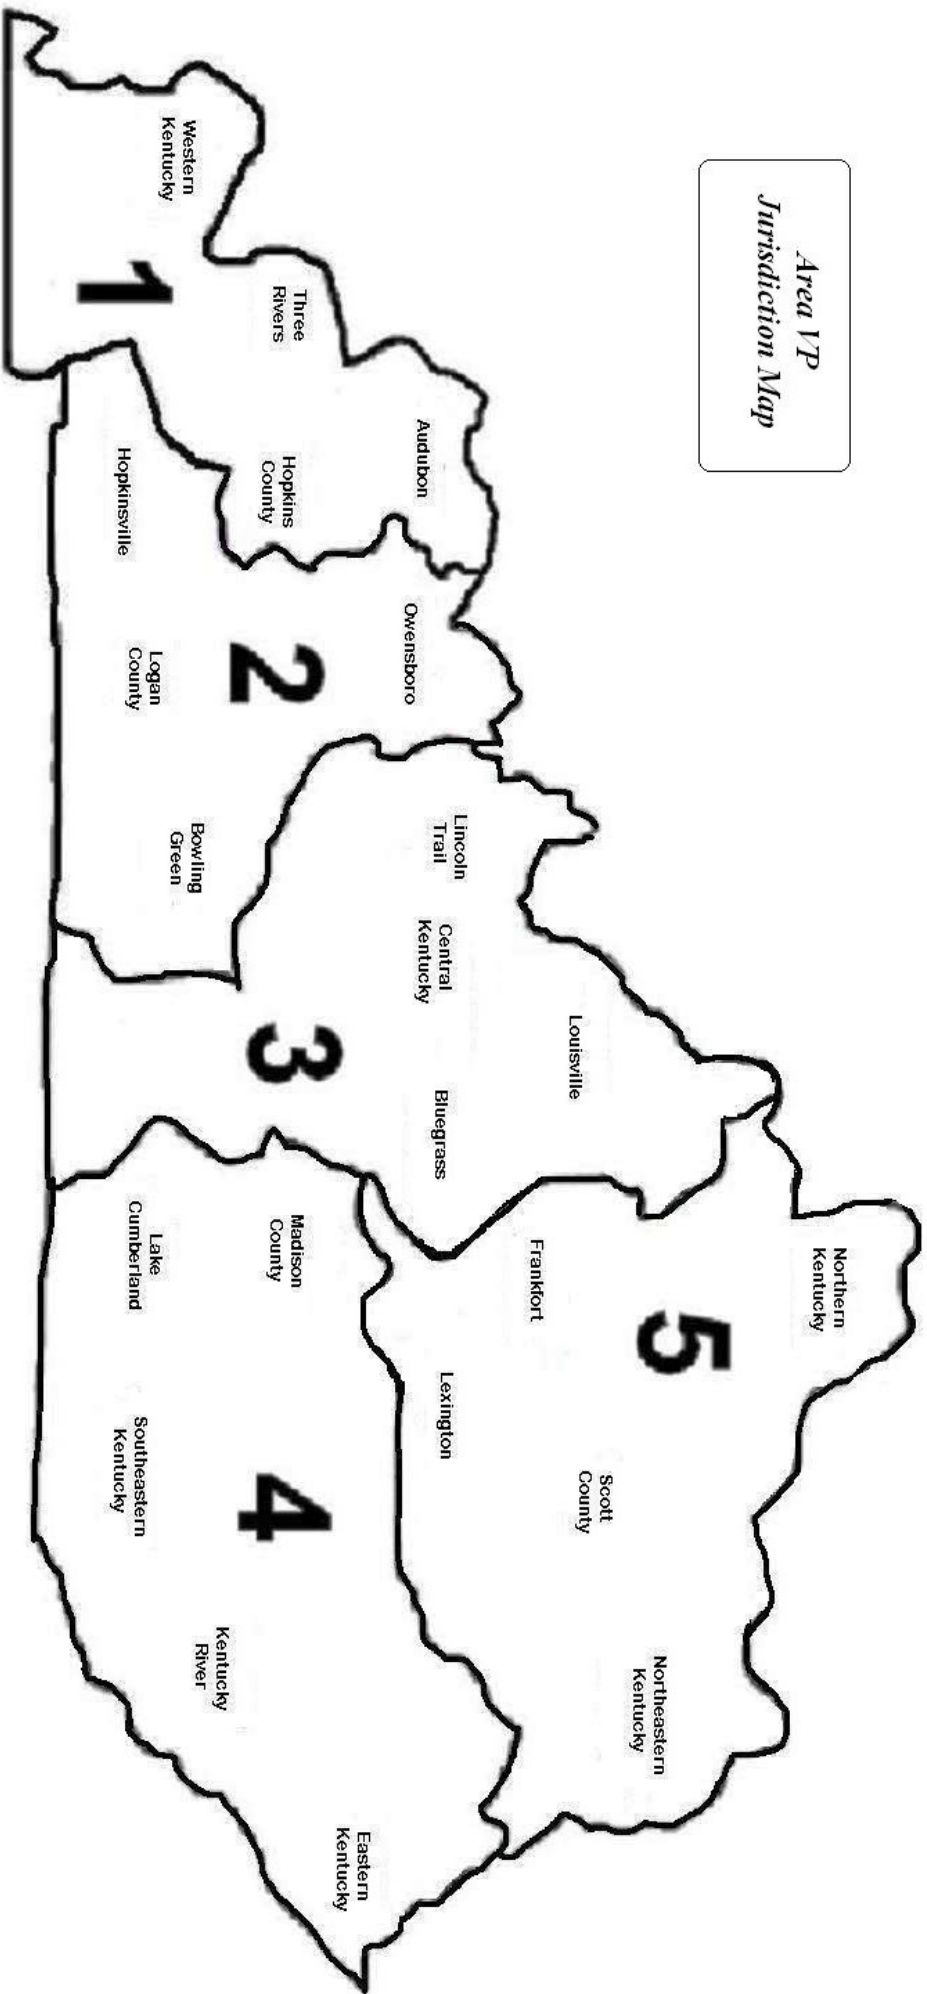 Area VP
Jurisdiction Map
Western
Kentucky
1
Three
Rivers
Audubon
Hopkins
County
Hopkinsville
2
Owensboro
Logan
County
Bowling
Green
3
Lincoln
Trail
Central
Kentucky
Louisville
Bluegrass
4
Madison
County
Lake
Cumberland
Southeastern
Kentucky
Kentucky
River
Eastern
Kentucky
5
Northern
Kentucky
Frankfort
Lexington
Scott
County
Northeastern
Kentucky